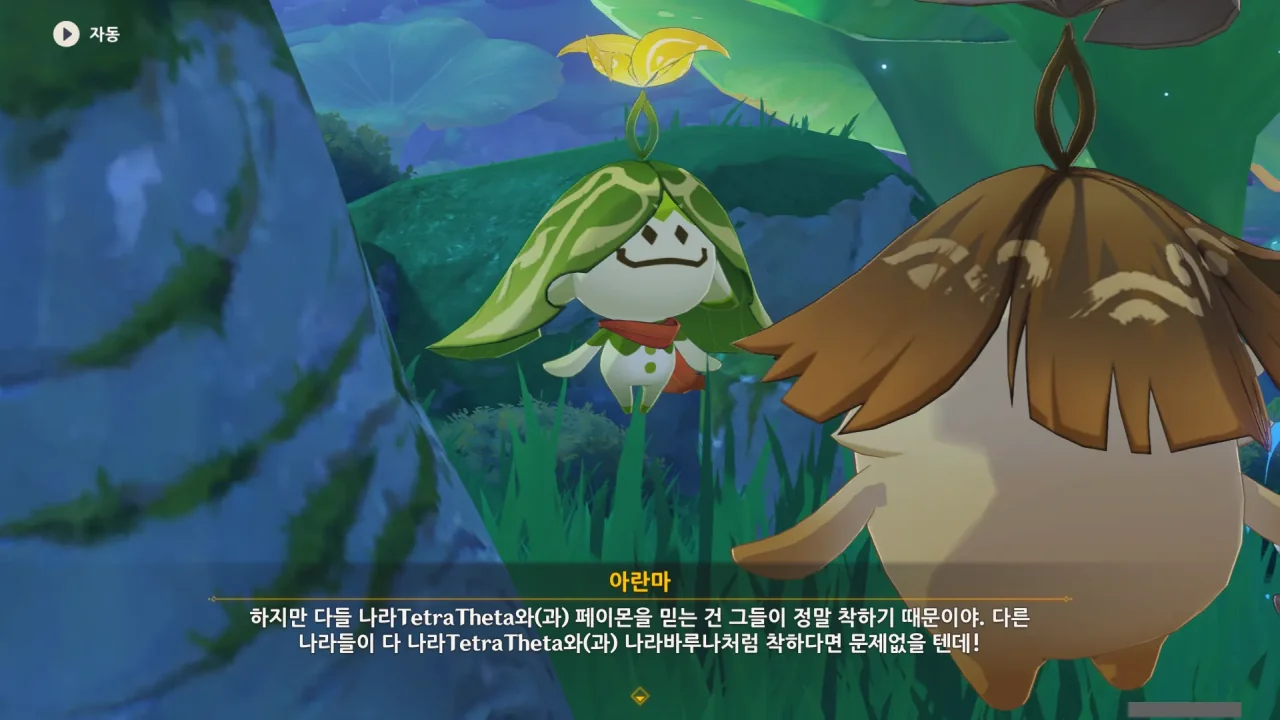 자동
아란마
하지만 다들 나라TetraTheta와(과) 페이몬을 믿는 건 그들이 정말 착하기 때문이야. 다른
나라들이 다 나라TetraTheta와(과) 나라바루나처럼 착하다면 문제없을 텐데!